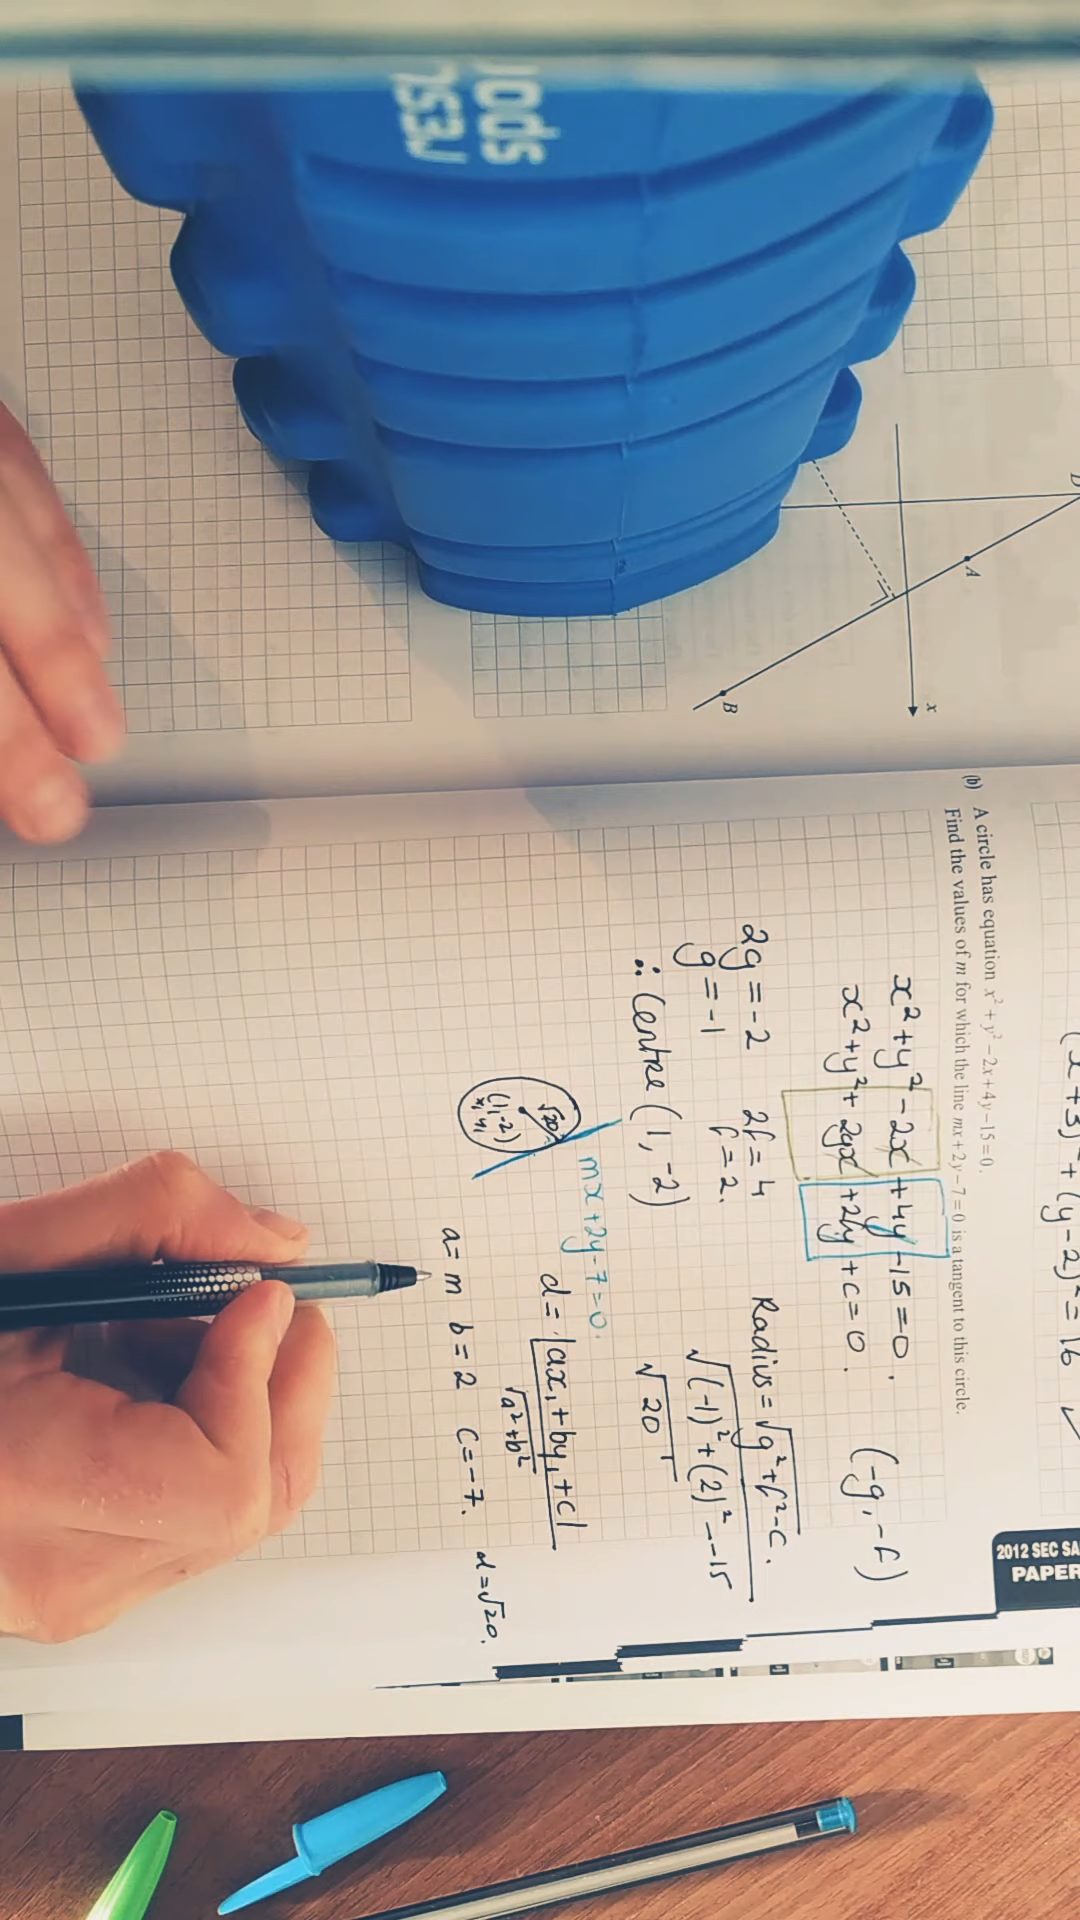 D
A
B
x
(x+3)² + (y-2)² = 16 ✓
(b) A circle has equation x² + y² − 2x + 4y − 15 = 0.
Find the values of m for which the line mx + 2y − 7 = 0 is a tangent to this circle.
x² + y² - 2x + 4y - 15 = 0.
x² + y² + 2gx + 2fy + c = 0.
(-g, -f)
2g = -2 2f = 4
g = -1 f = 2.
∴ Centre (1, -2)
Radius = √g² + f² - c.
√(-1)² + (2)² - -15
√20
mx + 2y - 7 = 0.
√20
(1,-2)
x₁ y₁
d = |ax₁ + by₁ + c|
√a² + b²
a = m b = 2 c = -7. d = √20.
2012 SEC SA
PAPER